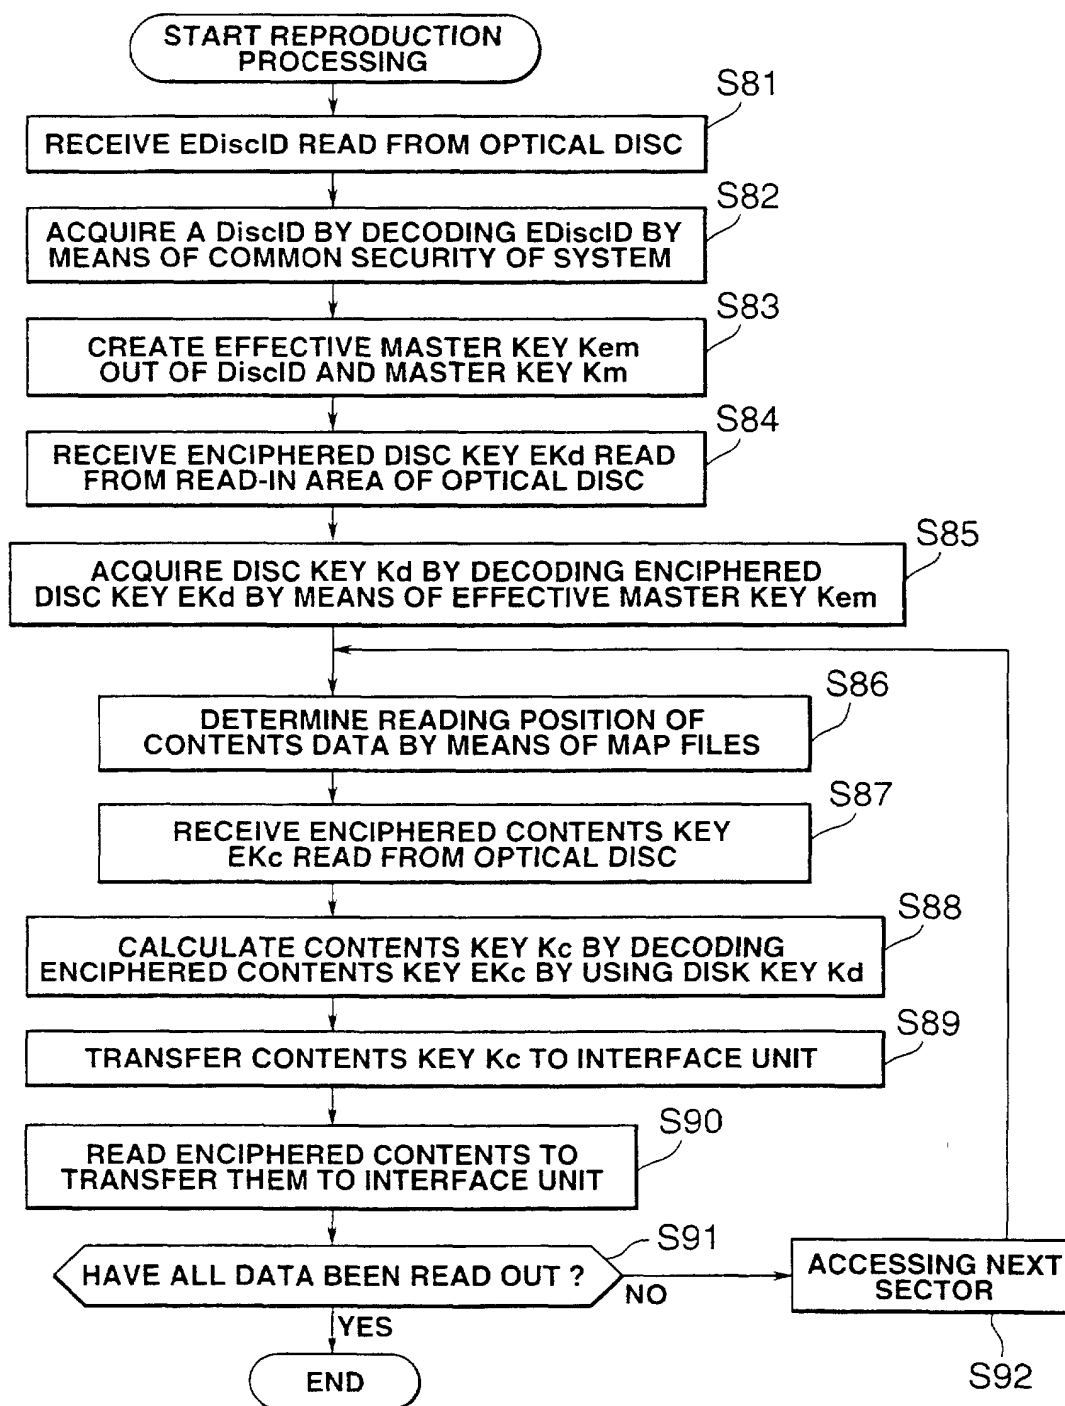 START REPRODUCTION
PROCESSING
S81
RECEIVE EDiscID READ FROM OPTICAL DISC
S82
ACQUIRE A DiscID BY DECODING EDiscID BY
MEANS OF COMMON SECURITY OF SYSTEM
S83
CREATE EFFECTIVE MASTER KEY Kem
OUT OF DiscID AND MASTER KEY Km
S84
RECEIVE ENCIPHERED DISC KEY EKd READ
FROM READ-IN AREA OF OPTICAL DISC
S85
ACQUIRE DISC KEY Kd BY DECODING ENCIPHERED
DISC KEY EKd BY MEANS OF EFFECTIVE MASTER KEY Kem
S86
DETERMINE READING POSITION OF
CONTENTS DATA BY MEANS OF MAP FILES
S87
RECEIVE ENCIPHERED CONTENTS KEY
EKc READ FROM OPTICAL DISC
S88
CALCULATE CONTENTS KEY Kc BY DECODING
ENCIPHERED CONTENTS KEY EKc BY USING DISK KEY Kd
S89
TRANSFER CONTENTS KEY Kc TO INTERFACE UNIT
S90
READ ENCIPHERED CONTENTS TO
TRANSFER THEM TO INTERFACE UNIT
S91
HAVE ALL DATA BEEN READ OUT ?
NO
ACCESSING NEXT
SECTOR
S92
YES
END